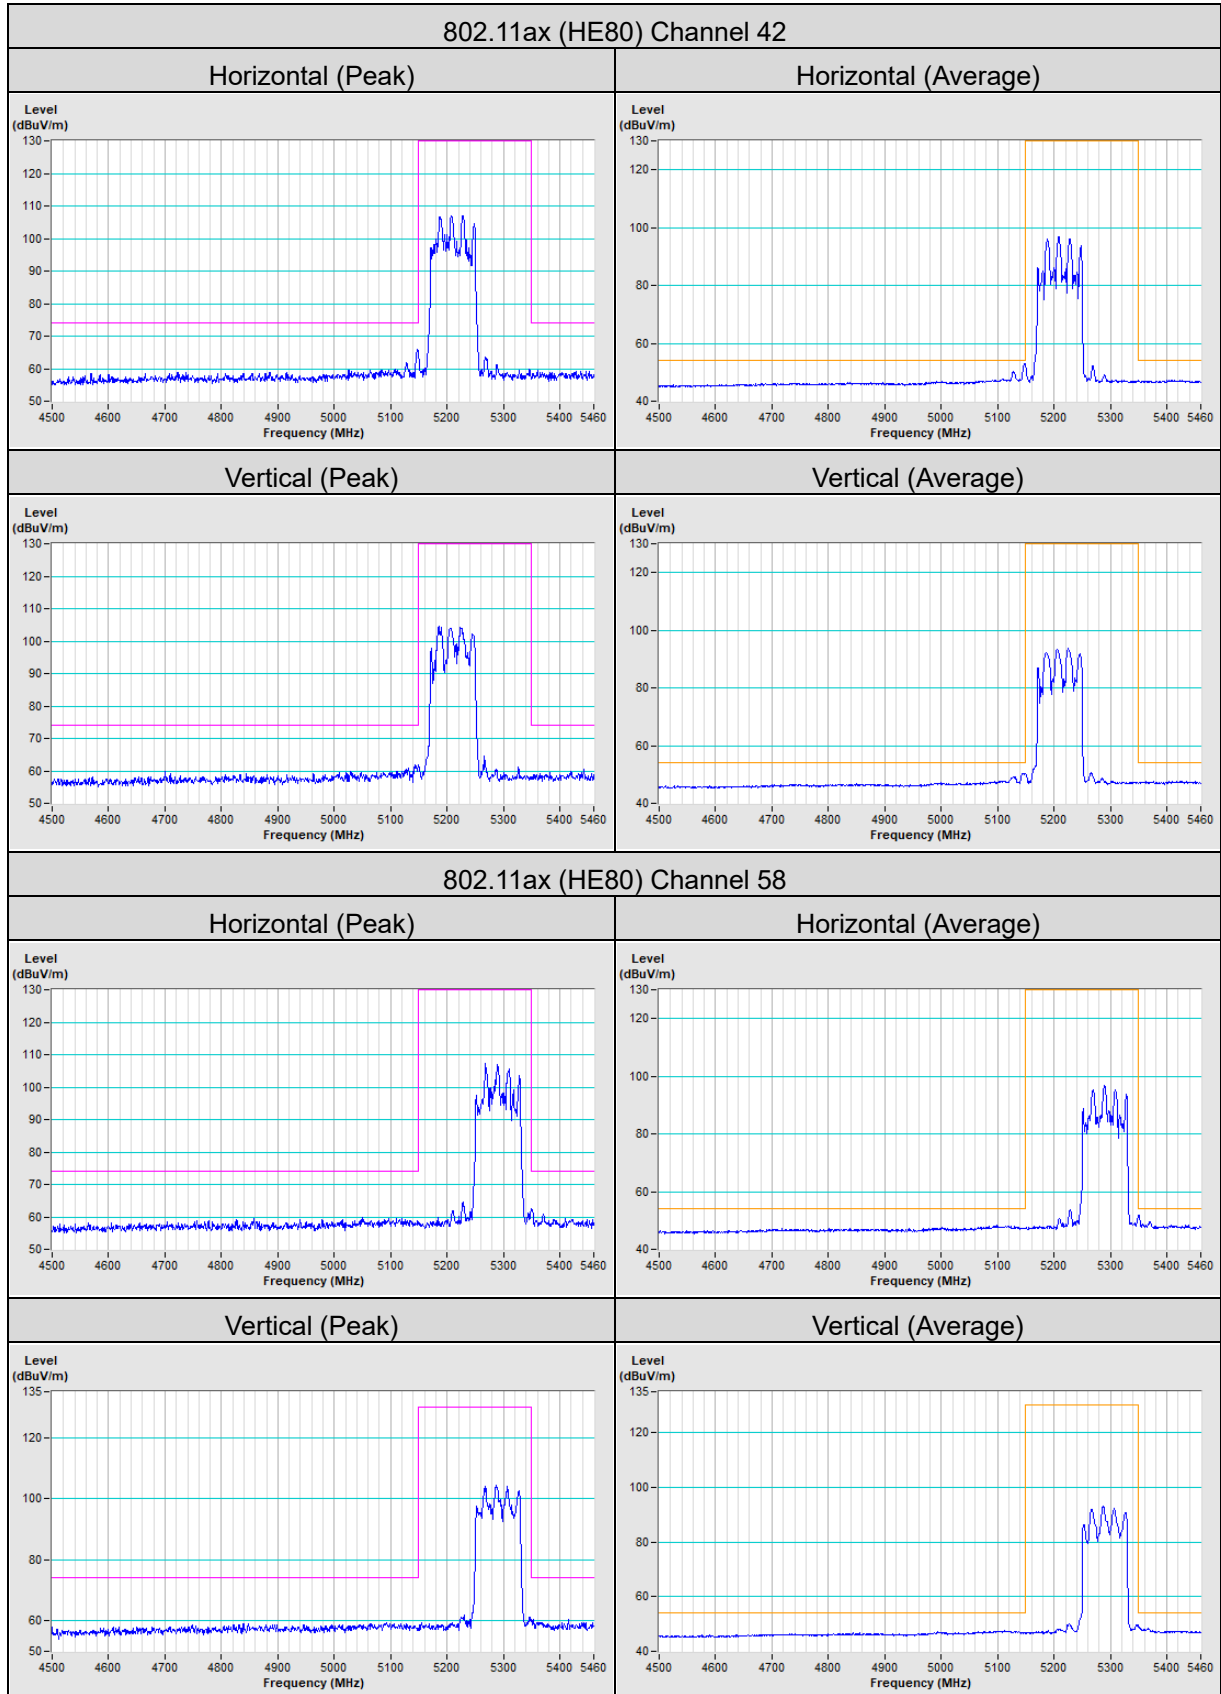 802.11ax (HE80) Channel 42
Horizontal (Peak)
Horizontal (Average)
Level
(dBuV/m)
130
120
110
100
90
80
70
60
50
4500 4600 4700 4800 4900 5000 5100 5200 5300 5400 5460
Frequency (MHz)
Level
(dBuV/m)
130
120
100
80
60
40
4500 4600 4700 4800 4900 5000 5100 5200 5300 5400 5460
Frequency (MHz)
Vertical (Peak)
Vertical (Average)
Level
(dBuV/m)
130
120
110
100
90
80
70
60
50
4500 4600 4700 4800 4900 5000 5100 5200 5300 5400 5460
Frequency (MHz)
Level
(dBuV/m)
130
120
100
80
60
40
4500 4600 4700 4800 4900 5000 5100 5200 5300 5400 5460
Frequency (MHz)
802.11ax (HE80) Channel 58
Horizontal (Peak)
Horizontal (Average)
Level
(dBuV/m)
130
120
110
100
90
80
70
60
50
4500 4600 4700 4800 4900 5000 5100 5200 5300 5400 5460
Frequency (MHz)
Level
(dBuV/m)
130
120
100
80
60
40
4500 4600 4700 4800 4900 5000 5100 5200 5300 5400 5460
Frequency (MHz)
Vertical (Peak)
Vertical (Average)
Level
(dBuV/m)
135
120
100
80
60
50
4500 4600 4700 4800 4900 5000 5100 5200 5300 5400 5460
Frequency (MHz)
Level
(dBuV/m)
135
120
100
80
60
40
4500 4600 4700 4800 4900 5000 5100 5200 5300 5400 5460
Frequency (MHz)